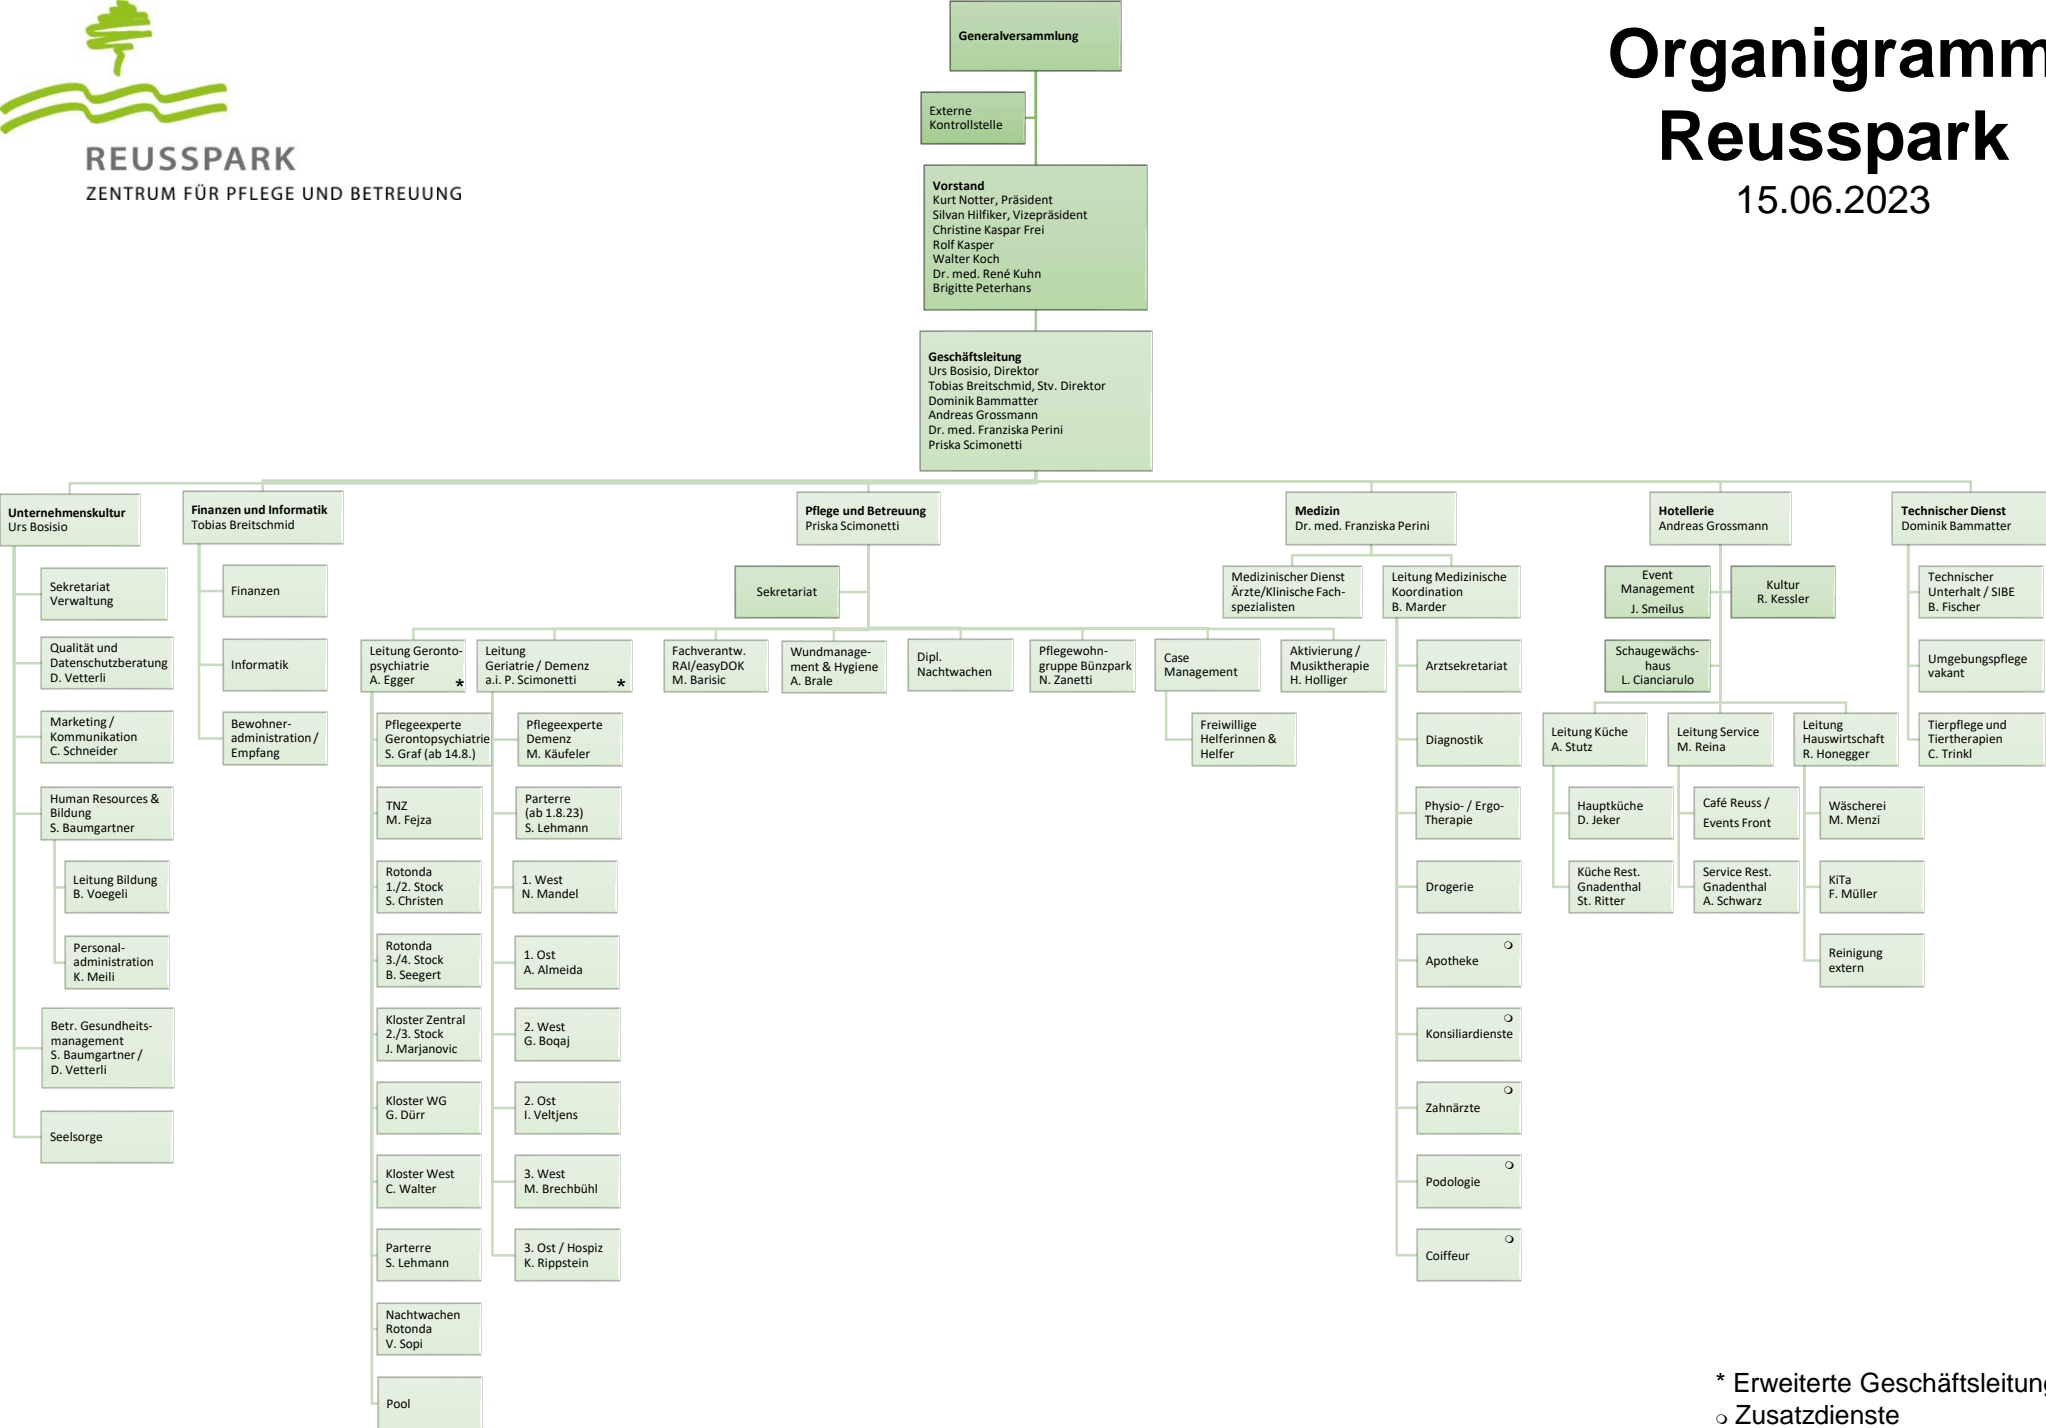 Organigramm
Reusspark
15.06.2023
REUSSPARK
ZENTRUM FÜR PFLEGE UND BETREUUNG
Generalversammlung
Externe
Kontrollstelle
Vorstand
Kurt Notter, Präsident
Silvan Hilfiker, Vizepräsident
Christine Kaspar Frei
Rolf Kasper
Walter Koch
Dr. med. René Kuhn
Brigitte Peterhans
Geschäftsleitung
Urs Bosisio, Direktor
Tobias Breitschmid, Stv. Direktor
Dominik Bammatter
Andreas Grossmann
Dr. med. Franziska Perini
Priska Scimonetti
Unternehmenskultur
Urs Bosisio
Sekretariat
Verwaltung
Qualität und
Datenschutzberatung
D. Vetterli
Marketing /
Kommunikation
C. Schneider
Human Resources &
Bildung
S. Baumgartner
Leitung Bildung
B. Voegeli
Personal-
administration
K. Meili
Betr. Gesundheits-
management
S. Baumgartner /
D. Vetterli
Seelsorge
Finanzen und Informatik
Tobias Breitschmid
Finanzen
Informatik
Bewohner-
administration /
Empfang
Pflege und Betreuung
Priska Scimonetti
Sekretariat
Leitung Geronto-
psychiatrie
A. Egger *
Pflegeexperte
Gerontopsychiatrie
S. Graf (ab 14.8.)
TNZ
M. Fejza
Rotonda
1./2. Stock
S. Christen
Rotonda
3./4. Stock
B. Seegert
Kloster Zentral
2./3. Stock
J. Marjanovic
Kloster WG
G. Dürr
Kloster West
C. Walter
Parterre
S. Lehmann
Nachtwachen
Rotonda
V. Sopi
Pool
Leitung
Geriatrie / Demenz
a.i. P. Scimonetti *
Pflegeexperte
Demenz
M. Käufeler
Parterre
(ab 1.8.23)
S. Lehmann
1. West
N. Mandel
1. Ost
A. Almeida
2. West
G. Boqaj
2. Ost
I. Veltjens
3. West
M. Brechbühl
3. Ost / Hospiz
K. Rippstein
Fachverantw.
RAI/easyDOK
M. Barisic
Wundmanage-
ment & Hygiene
A. Brale
Dipl.
Nachtwachen
Pflegewohn-
gruppe Bünzpark
N. Zanetti
Case
Management
Freiwillige
Helferinnen &
Helfer
Aktivierung /
Musiktherapie
H. Holliger
Medizin
Dr. med. Franziska Perini
Medizinischer Dienst
Ärzte/Klinische Fach-
spezialisten
Leitung Medizinische
Koordination
B. Marder
Arztsekretariat
Diagnostik
Physio- / Ergo-
Therapie
Drogerie
Apotheke
Konsiliardienste
Zahnärzte
Podologie
Coiffeur
Hotellerie
Andreas Grossmann
Event
Management
J. Smeilus
Kultur
R. Kessler
Schaugewächs-
haus
L. Cianciarulo
Leitung Küche
A. Stutz
Hauptküche
D. Jeker
Küche Rest.
Gnadenthal
St. Ritter
Leitung Service
M. Reina
Café Reuss /
Events Front
Service Rest.
Gnadenthal
A. Schwarz
Leitung
Hauswirtschaft
R. Honegger
Wäscherei
M. Menzi
KiTa
F. Müller
Reinigung
extern
Technischer Dienst
Dominik Bammatter
Technischer
Unterhalt / SIBE
B. Fischer
Umgebungspflege
vakant
Tierpflege und
Tiertherapien
C. Trinkl
* Erweiterte Geschäftsleitung
o Zusatzdienste